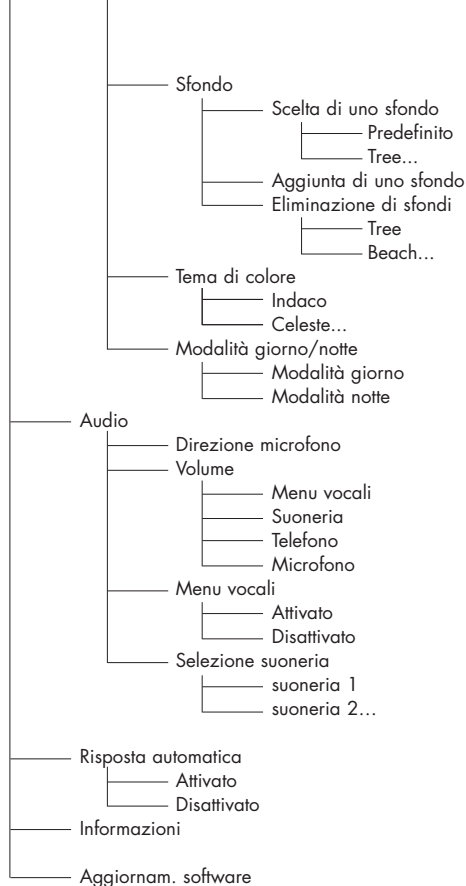 Sfondo
Scelta di uno sfondo
Predefinito
Tree...
Aggiunta di uno sfondo
Eliminazione di sfondi
Tree
Beach...
Tema di colore
Indaco
Celeste...
Modalità giorno/notte
Modalità giorno
Modalità notte
Audio
Direzione microfono
Volume
Menu vocali
Suoneria
Telefono
Microfono
Menu vocali
Attivato
Disattivato
Selezione suoneria
suoneria 1
suoneria 2...
Risposta automatica
Attivato
Disattivato
Informazioni
Aggiornam. software